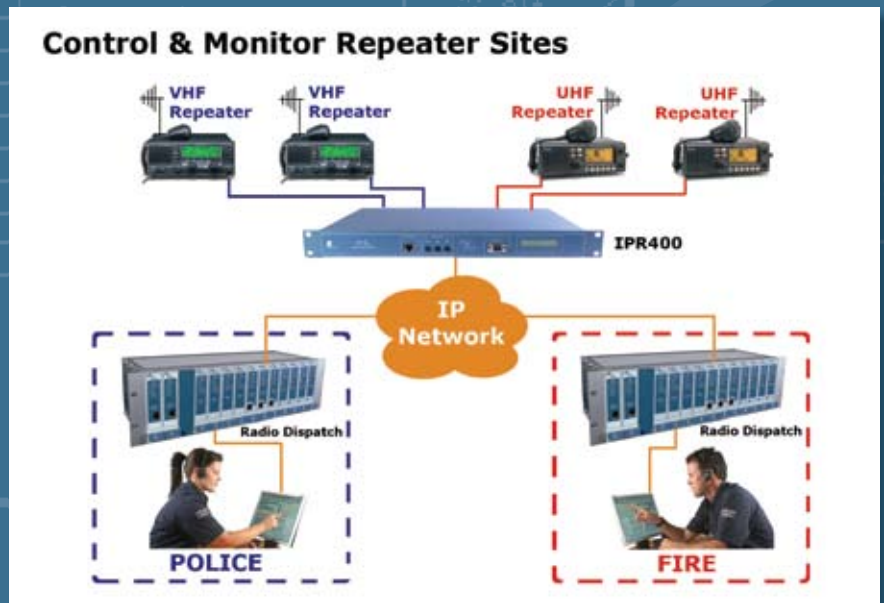 Control & Monitor Repeater Sites
VHF
Repeater
VHF
Repeater
UHF
Repeater
UHF
Repeater
IPR400
IP
Network
Radio Dispatch
Radio Dispatch
POLICE
FIRE